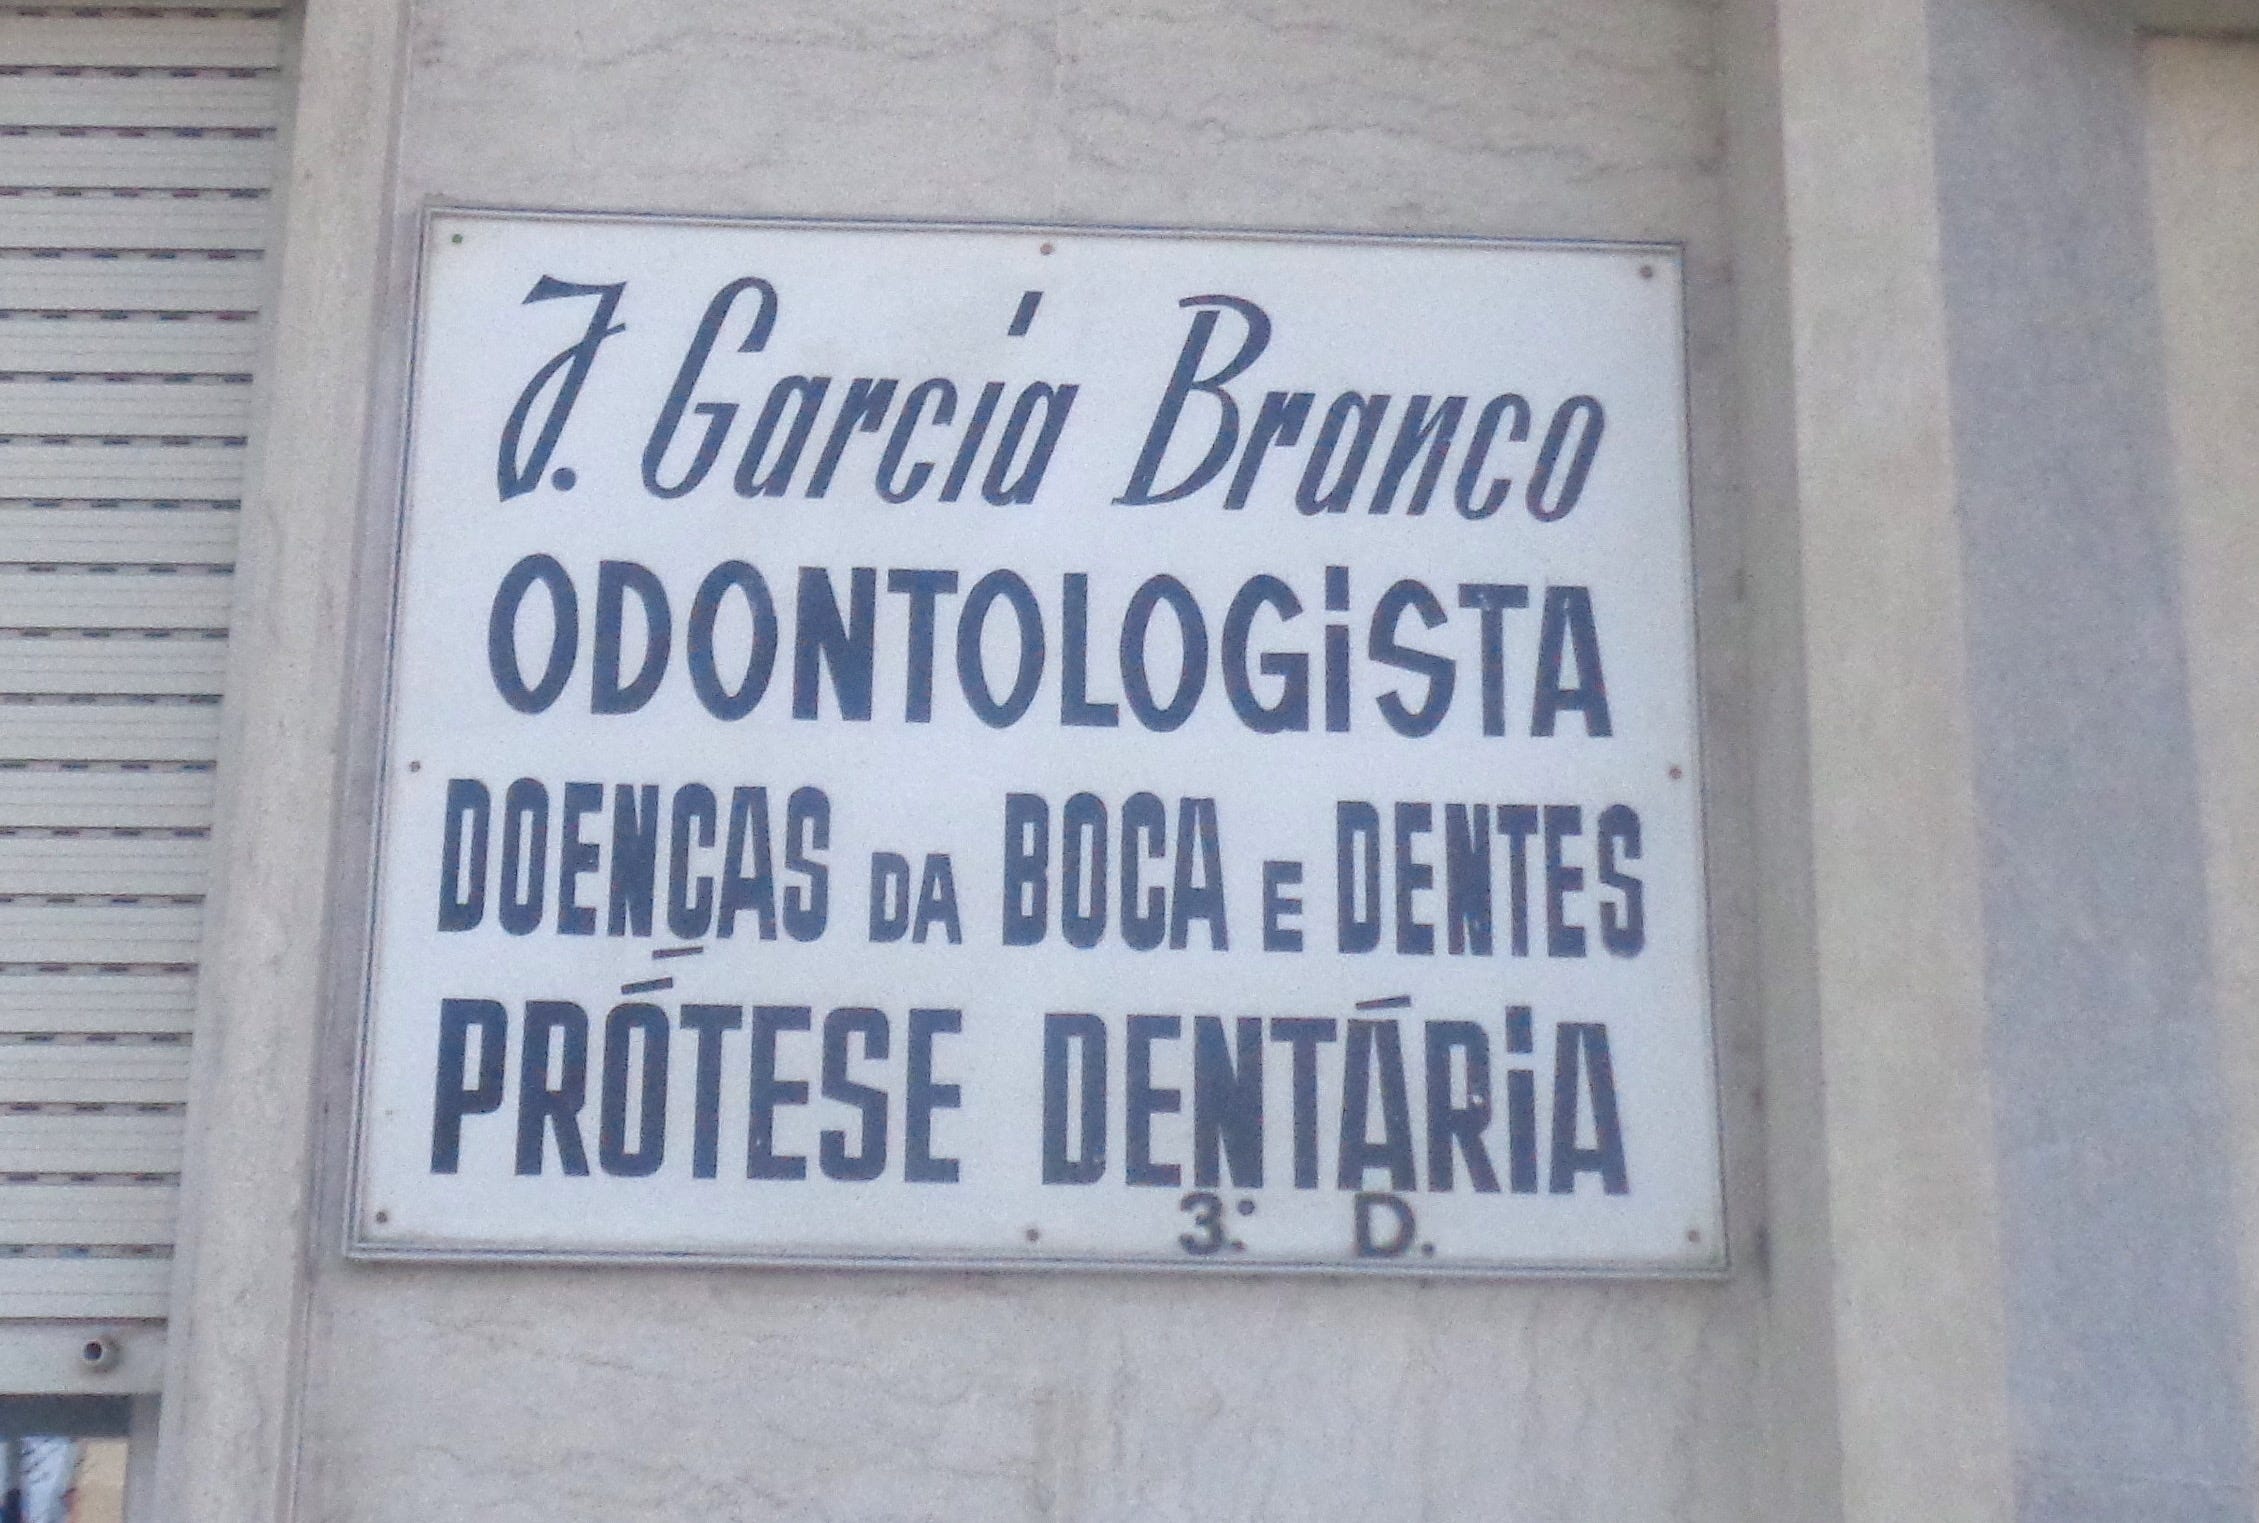 J. Garcia Branco
ODONTOLOGiSTA
DOENÇAS DA BOCA E DENTES
PRÓTESE DENTÁRiA
3.º D.